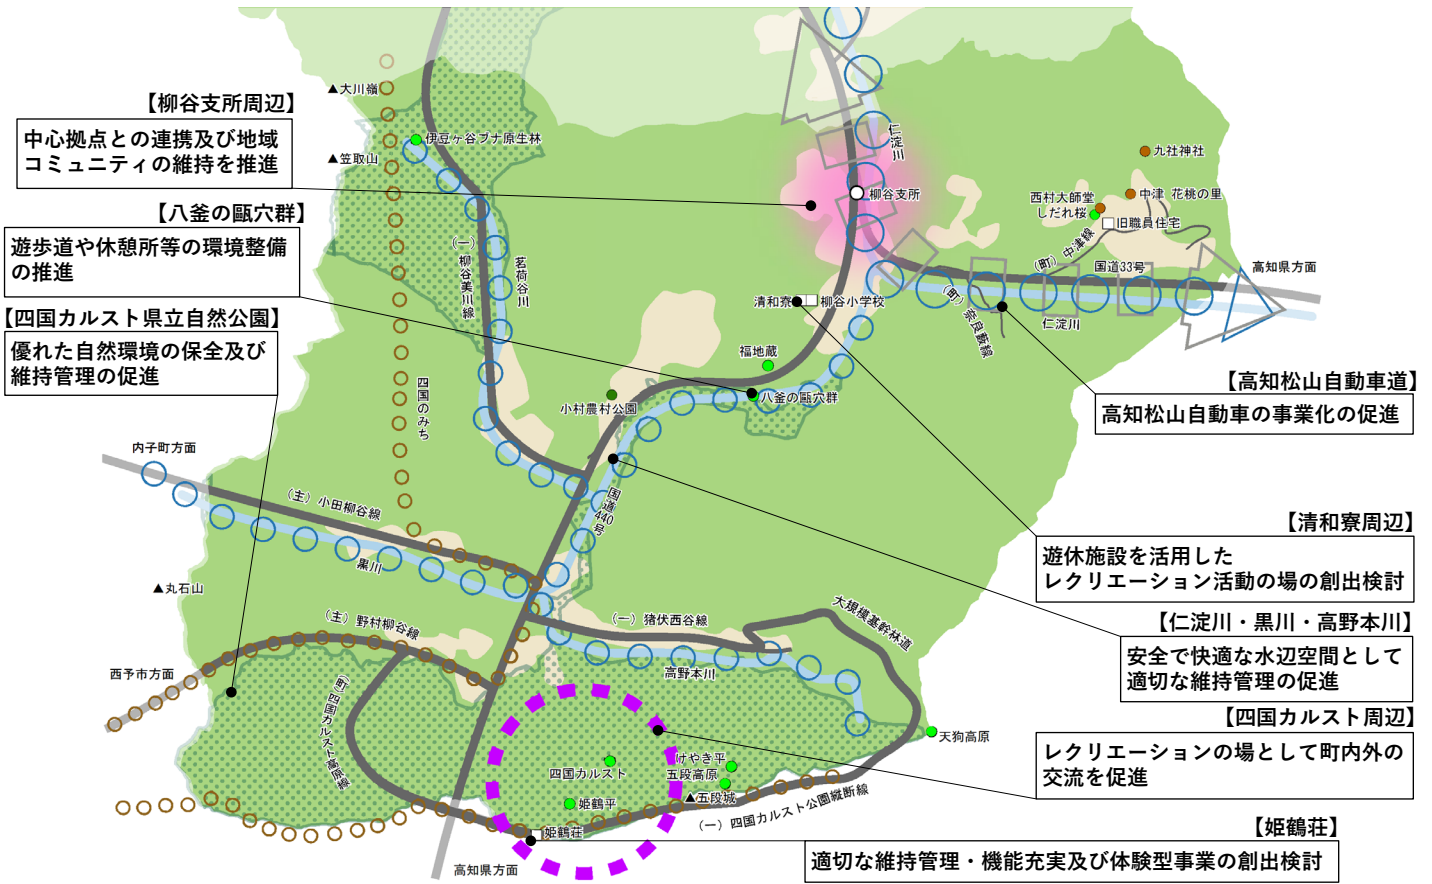 【柳谷支所周辺】
中心拠点との連携及び地域
コミュニティの維持を推進
【八釜の甌穴群】
遊歩道や休憩所等の環境整備
の推進
【四国カルスト県立自然公園】
優れた自然環境の保全及び
維持管理の促進
▲大川嶺
▲笠取山
伊豆ヶ谷ブナ原生林
(一)柳谷美川線
茗荷谷川
四国のみち
仁淀川
柳谷支所
九社神社
中津 花桃の里
西村大師堂
しだれ桜
旧職員住宅
(町)中津線
国道33号
高知県方面
仁淀川
(町)奈良藪線
清和寮
柳谷小学校
福地蔵
八釜の甌穴群
小村農村公園
国道440号
内子町方面
(主)小田柳谷線
黒川
▲丸石山
(主)野村柳谷線
西予市方面
(町)四国カルスト高原線
(一)猪伏西谷線
大規模基幹林道
高野本川
天狗高原
四国カルスト
けやき平
五段高原
▲五段城
姫鶴平
姫鶴荘
(一)四国カルスト公園縦断線
高知県方面
【高知松山自動車道】
高知松山自動車の事業化の促進
【清和寮周辺】
遊休施設を活用した
レクリエーション活動の場の創出検討
【仁淀川・黒川・高野本川】
安全で快適な水辺空間として
適切な維持管理の促進
【四国カルスト周辺】
レクリエーションの場として町内外の
交流を促進
【姫鶴荘】
適切な維持管理・機能充実及び体験型事業の創出検討